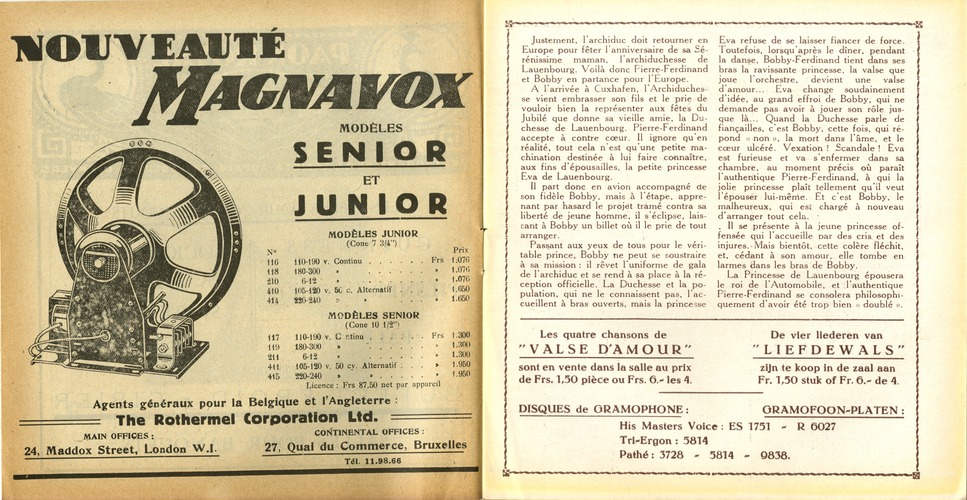 NOUVEAUTÉ
MAGNAVOX
MODÈLES
SENIOR
ET
JUNIOR
MODÈLES JUNIOR
(Cone 7 3/4")
N° Prix
116 110-190 v. Continu . . . . . . Frs 1.076
118 180-300 » . . . . . . » 1.076
210 6-12 » . . . . . . » 1.076
410 105-120 v. 50 c. Alternatif . . . . » 1.650
414 220-240 » . . . . » 1.650
MODÈLES SENIOR
(Cone 10 1/2")
117 110-190 v. Continu . . . . . . Frs 1.300
119 180-300 » . . . . . . » 1.300
211 6-12 » . . . . . . » 1.300
411 105-120 v. 50 cy. Alternatif . . . . » 1.950
415 220-240 » » . . . . » 1.950
Licence : Frs 87,50 net par appareil
Agents généraux pour la Belgique et l'Angleterre :
The Rothermel Corporation Ltd.
MAIN OFFICES :
24, Maddox Street, London W.I.
CONTINENTAL OFFICES :
27, Quai du Commerce, Bruxelles
Tél. 11.98.66
Justement, l'archiduc doit retourner en
Europe pour fêter l'anniversaire de sa Sé-
rénissime maman, l'archiduchesse de
Lauenbourg. Voilà donc Fierre-Ferdinand
et Bobby en partance pour l'Europe.
A l'arrivée à Cuxhafen, l'Archiduches-
se vient embrasser son fils et le prie de
vouloir bien la représenter aux fêtes du
Jubilé que donne sa vieille amie, la Du-
chesse de Lauenbourg. Pierre-Ferdinand
accepte à contre cœur. Il ignore qu'en
réalité, tout cela n'est qu'une petite ma-
chination destinée à lui faire connaître,
aux fins d'épousailles, la petite princesse
Eva de Lauenbourg.
Il part donc en avion accompagné de
son fidèle Bobby, mais à l'étape, appre-
nant par hasard le projet tramé contra sa
liberté de jeune homme, il s'éclipse, lais-
sant à Bobby un billet où il le prie de tout
arranger.
Passant aux yeux de tous pour le véri-
table prince, Bobby ne peut se soustraire
à sa mission : il rêvet l'uniforme de gala
de l'archiduc et se rend à sa place à la ré-
ception officielle. La Duchesse et la po-
pulation, qui ne le connaissent pas, l'ac-
cueillent à bras ouverts, mais la princesse
Eva refuse de se laisser fiancer de force.
Toutefois, lorsqu'après le dîner, pendant
la danse, Bobby-Ferdinand tient dans ses
bras la ravissante princesse, la valse que
joue l'orchestre, devient une valse
d'amour... Eva change soudainement
d'idée, au grand effroi de Bobby, qui ne
demande pas avoir à jouer son rôle jus-
que là... Quand la Duchesse parle de
fiançailles, c'est Bobby, cette fois, qui ré-
pond « non », la mort dans l'âme, et le
cœur ulcéré. Vexation ! Scandale ! Eva
est furieuse et va s'enfermer dans sa
chambre, au moment précis où paraît
l'authentique Pierre-Ferdinand, à qui la
jolie princesse plaît tellement qu'il veut
l'épouser lui-même. Et c'est Bobby, le
malheureux, qui est chargé à nouveau
d'arranger tout cela.
Il se présente à la jeune princesse of-
fensée qui l'accueille par des cris et des
injures. Mais bientôt, cette colère fléchit,
et, cédant à son amour, elle tombe en
larmes dans les bras de Bobby.
La Princesse de Lauenbourg épousera
le roi de l'Automobile, et l'authentique
Pierre-Ferdinand se consolera philosophi-
quement d'avoir été trop bien « doublé ».
Les quatre chansons de
"VALSE D'AMOUR"
sont en vente dans la salle au prix
de Frs. 1,50 pièce ou Frs. 6.- les 4.
De vier liederen van
"LIEFDEWALS"
zijn te koop in de zaal aan
Fr. 1,50 stuk of Fr. 6.- de 4.
DISQUES de GRAMOPHONE : GRAMOFOON-PLATEN :
His Masters Voice : ES 1751 - R 6027
Tri-Ergon : 5814
Pathé : 3728 - 5814 - 9838.